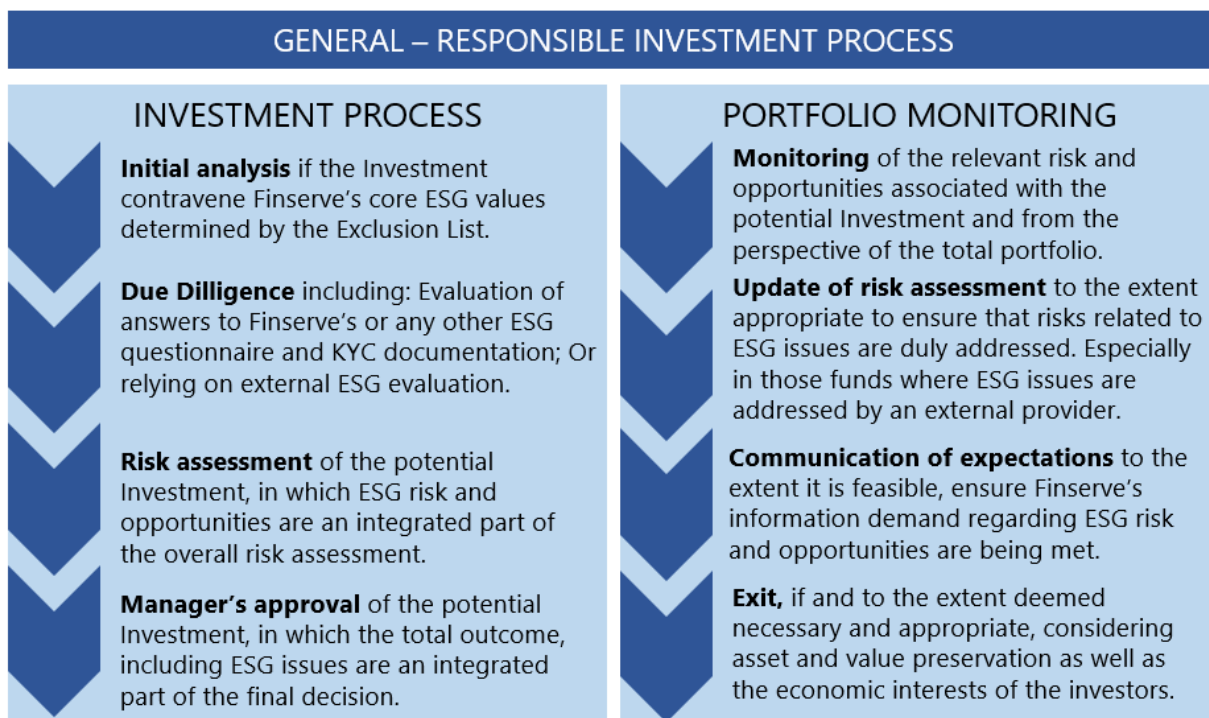 GENERAL – RESPONSIBLE INVESTMENT PROCESS
INVESTMENT PROCESS
Initial analysis if the Investment
contravene Finserve's core ESG values
determined by the Exclusion List.
Due Dilligence including: Evaluation of
answers to Finserve's or any other ESG
questionnaire and KYC documentation; Or
relying on external ESG evaluation.
Risk assessment of the potential
Investment, in which ESG risk and
opportunities are an integrated part of
the overall risk assessment.
Manager's approval of the potential
Investment, in which the total outcome,
including ESG issues are an integrated
part of the final decision.
PORTFOLIO MONITORING
Monitoring of the relevant risk and
opportunities associated with the
potential Investment and from the
perspective of the total portfolio.
Update of risk assessment to the extent
appropriate to ensure that risks related to
ESG issues are duly addressed. Especially
in those funds where ESG issues are
addressed by an external provider.
Communication of expectations to the
extent it is feasible, ensure Finserve's
information demand regarding ESG risk
and opportunities are being met.
Exit, if and to the extent deemed
necessary and appropriate, considering
asset and value preservation as well as
the economic interests of the investors.